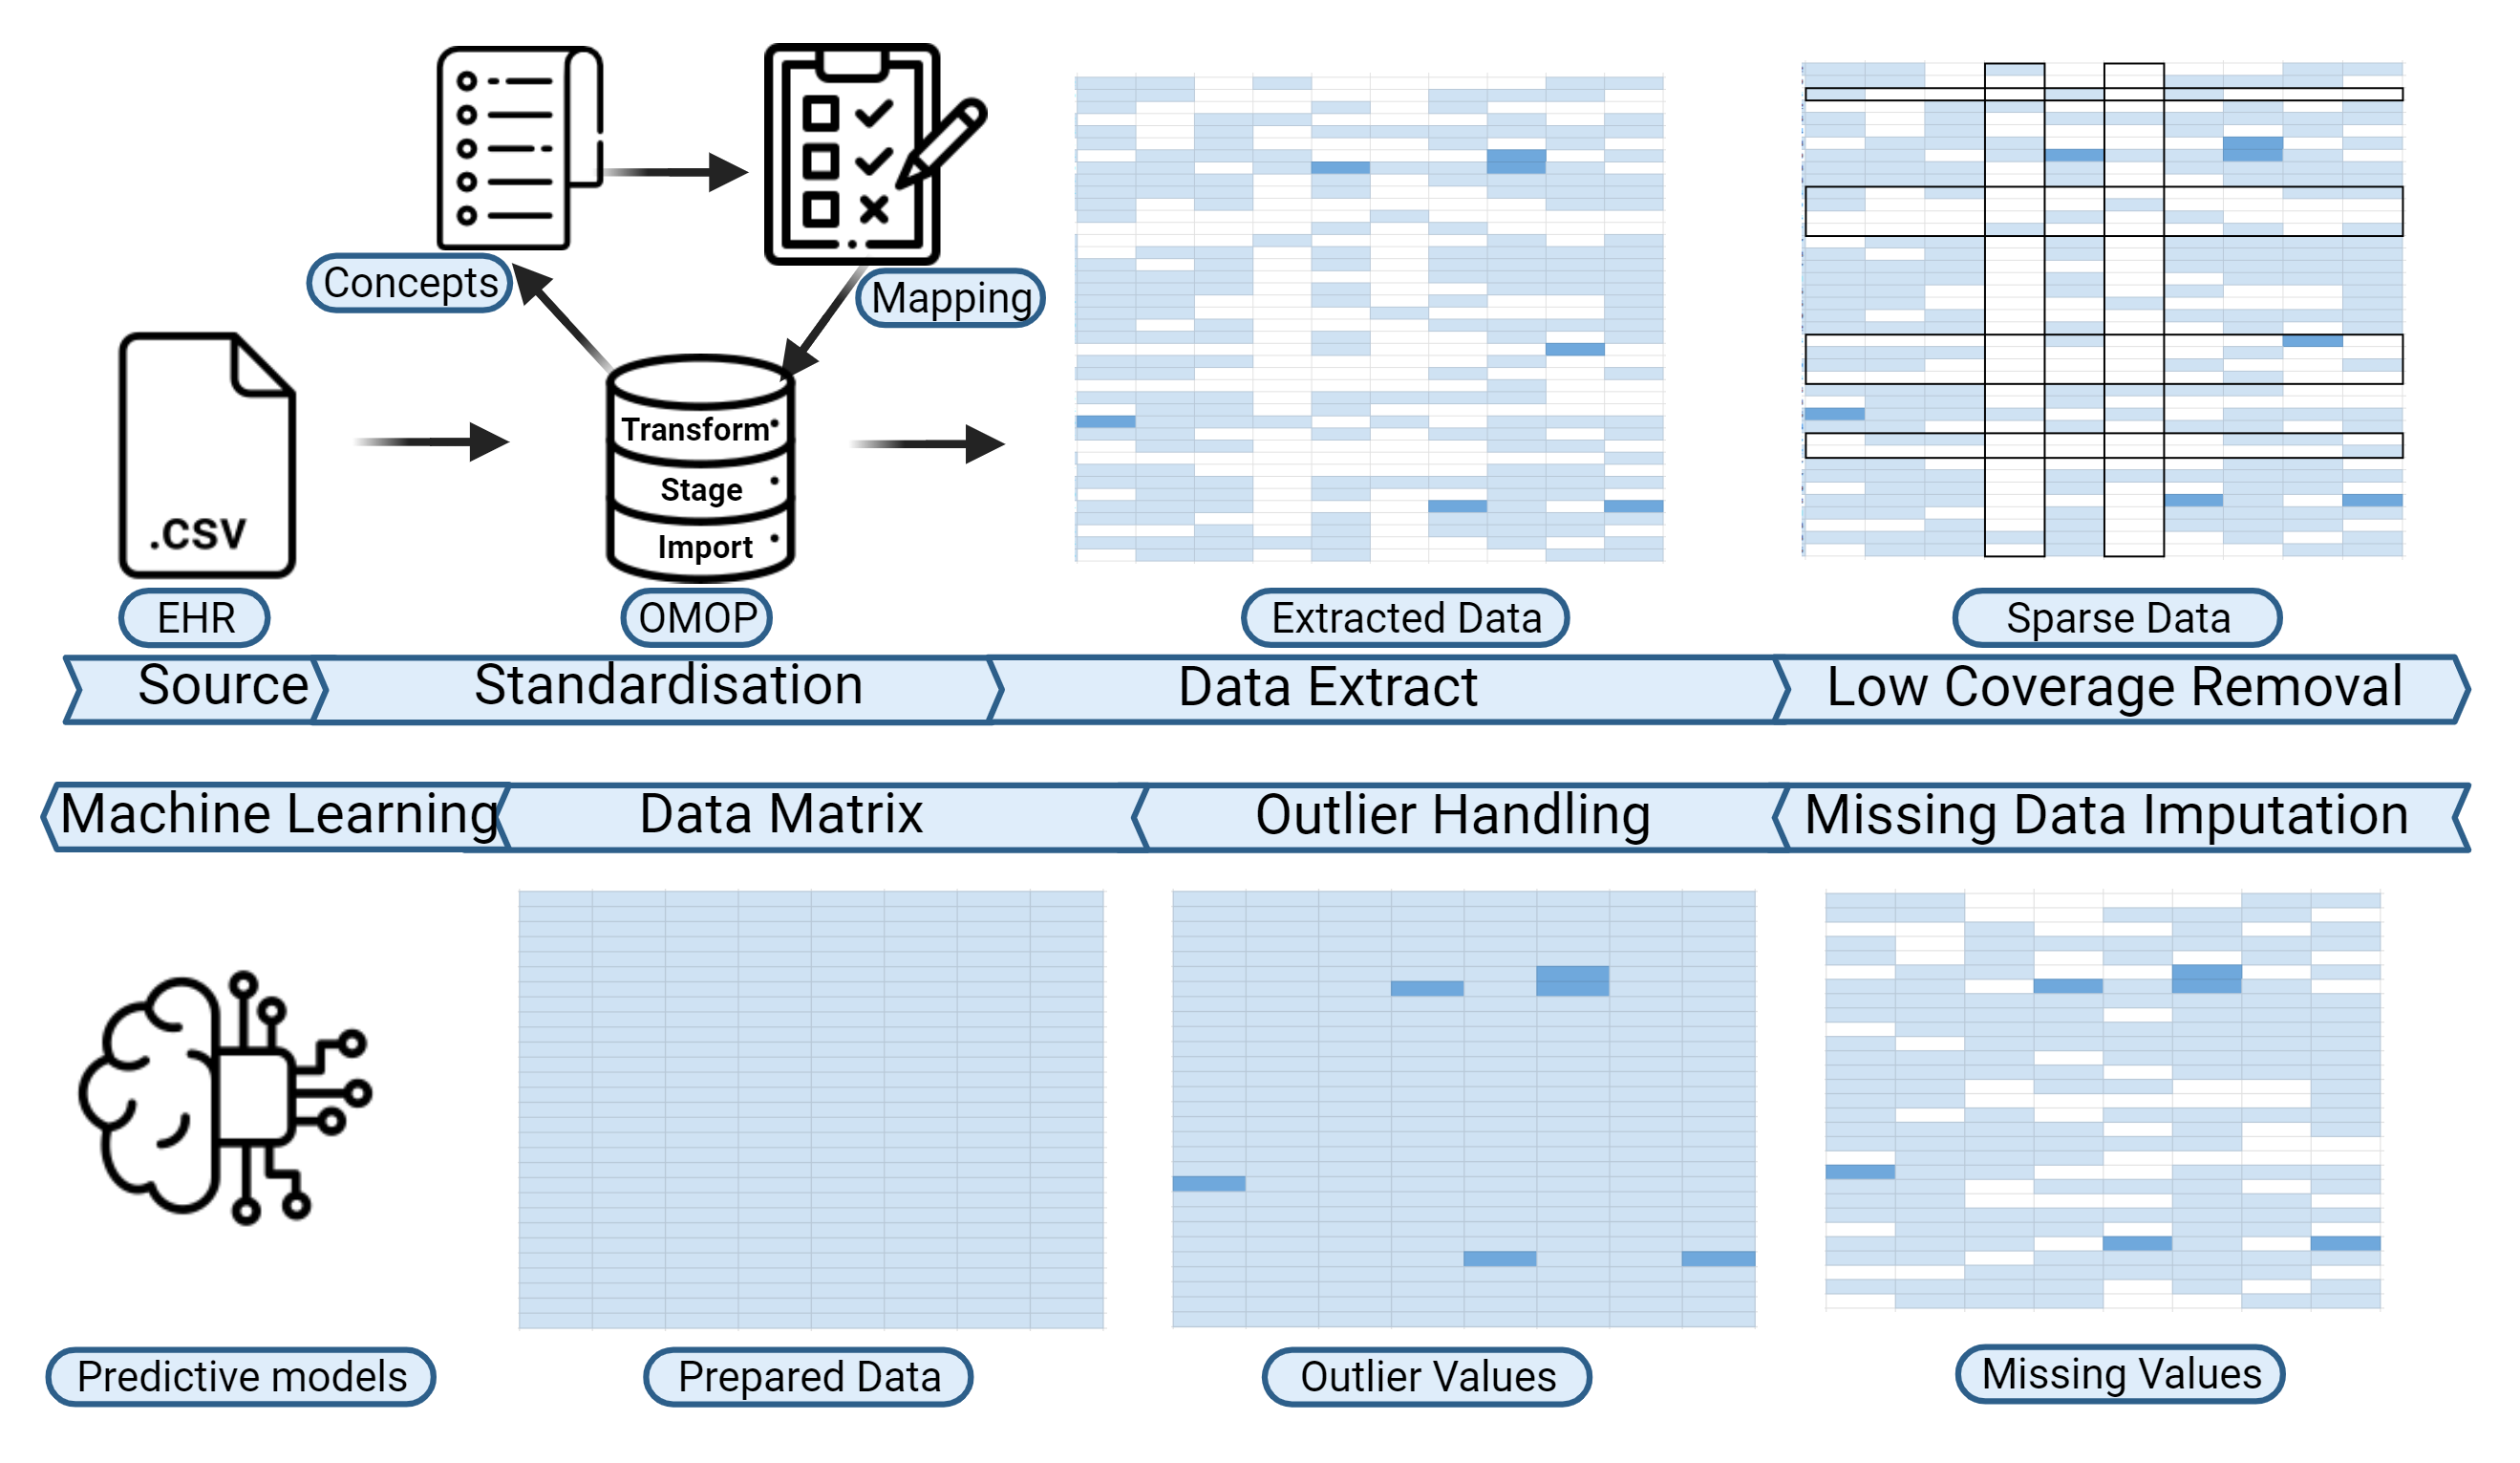 Concepts
Mapping
.CSV
Transform
Stage
Import
EHR
OMOP
Extracted Data
Sparse Data
Source
Standardisation
Data Extract
Low Coverage Removal
Machine Learning
Data Matrix
Outlier Handling
Missing Data Imputation
Predictive models
Prepared Data
Outlier Values
Missing Values